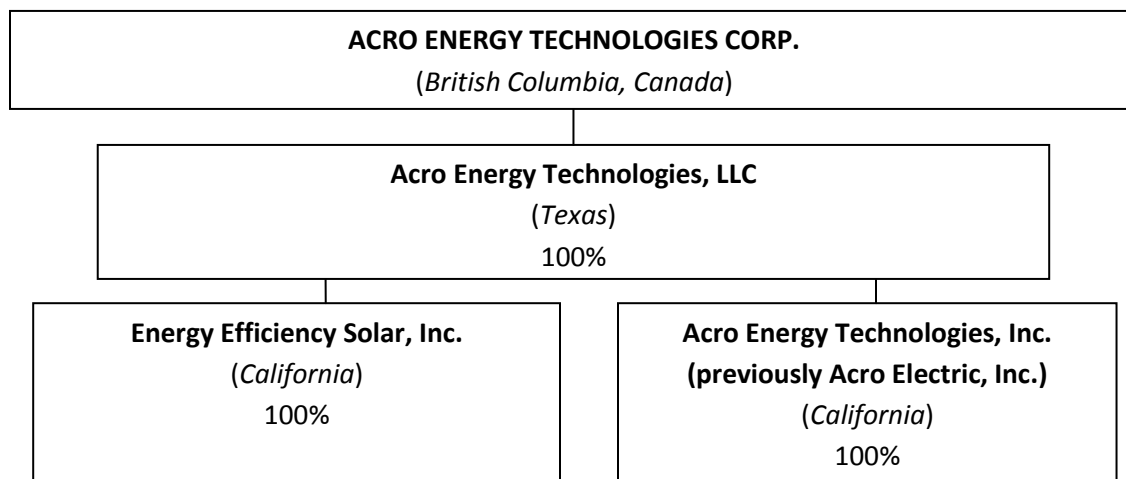 ACRO ENERGY TECHNOLOGIES CORP.
(British Columbia, Canada)
Acro Energy Technologies, LLC
(Texas)
100%
Energy Efficiency Solar, Inc.
(California)
100%
Acro Energy Technologies, Inc.
(previously Acro Electric, Inc.)
(California)
100%